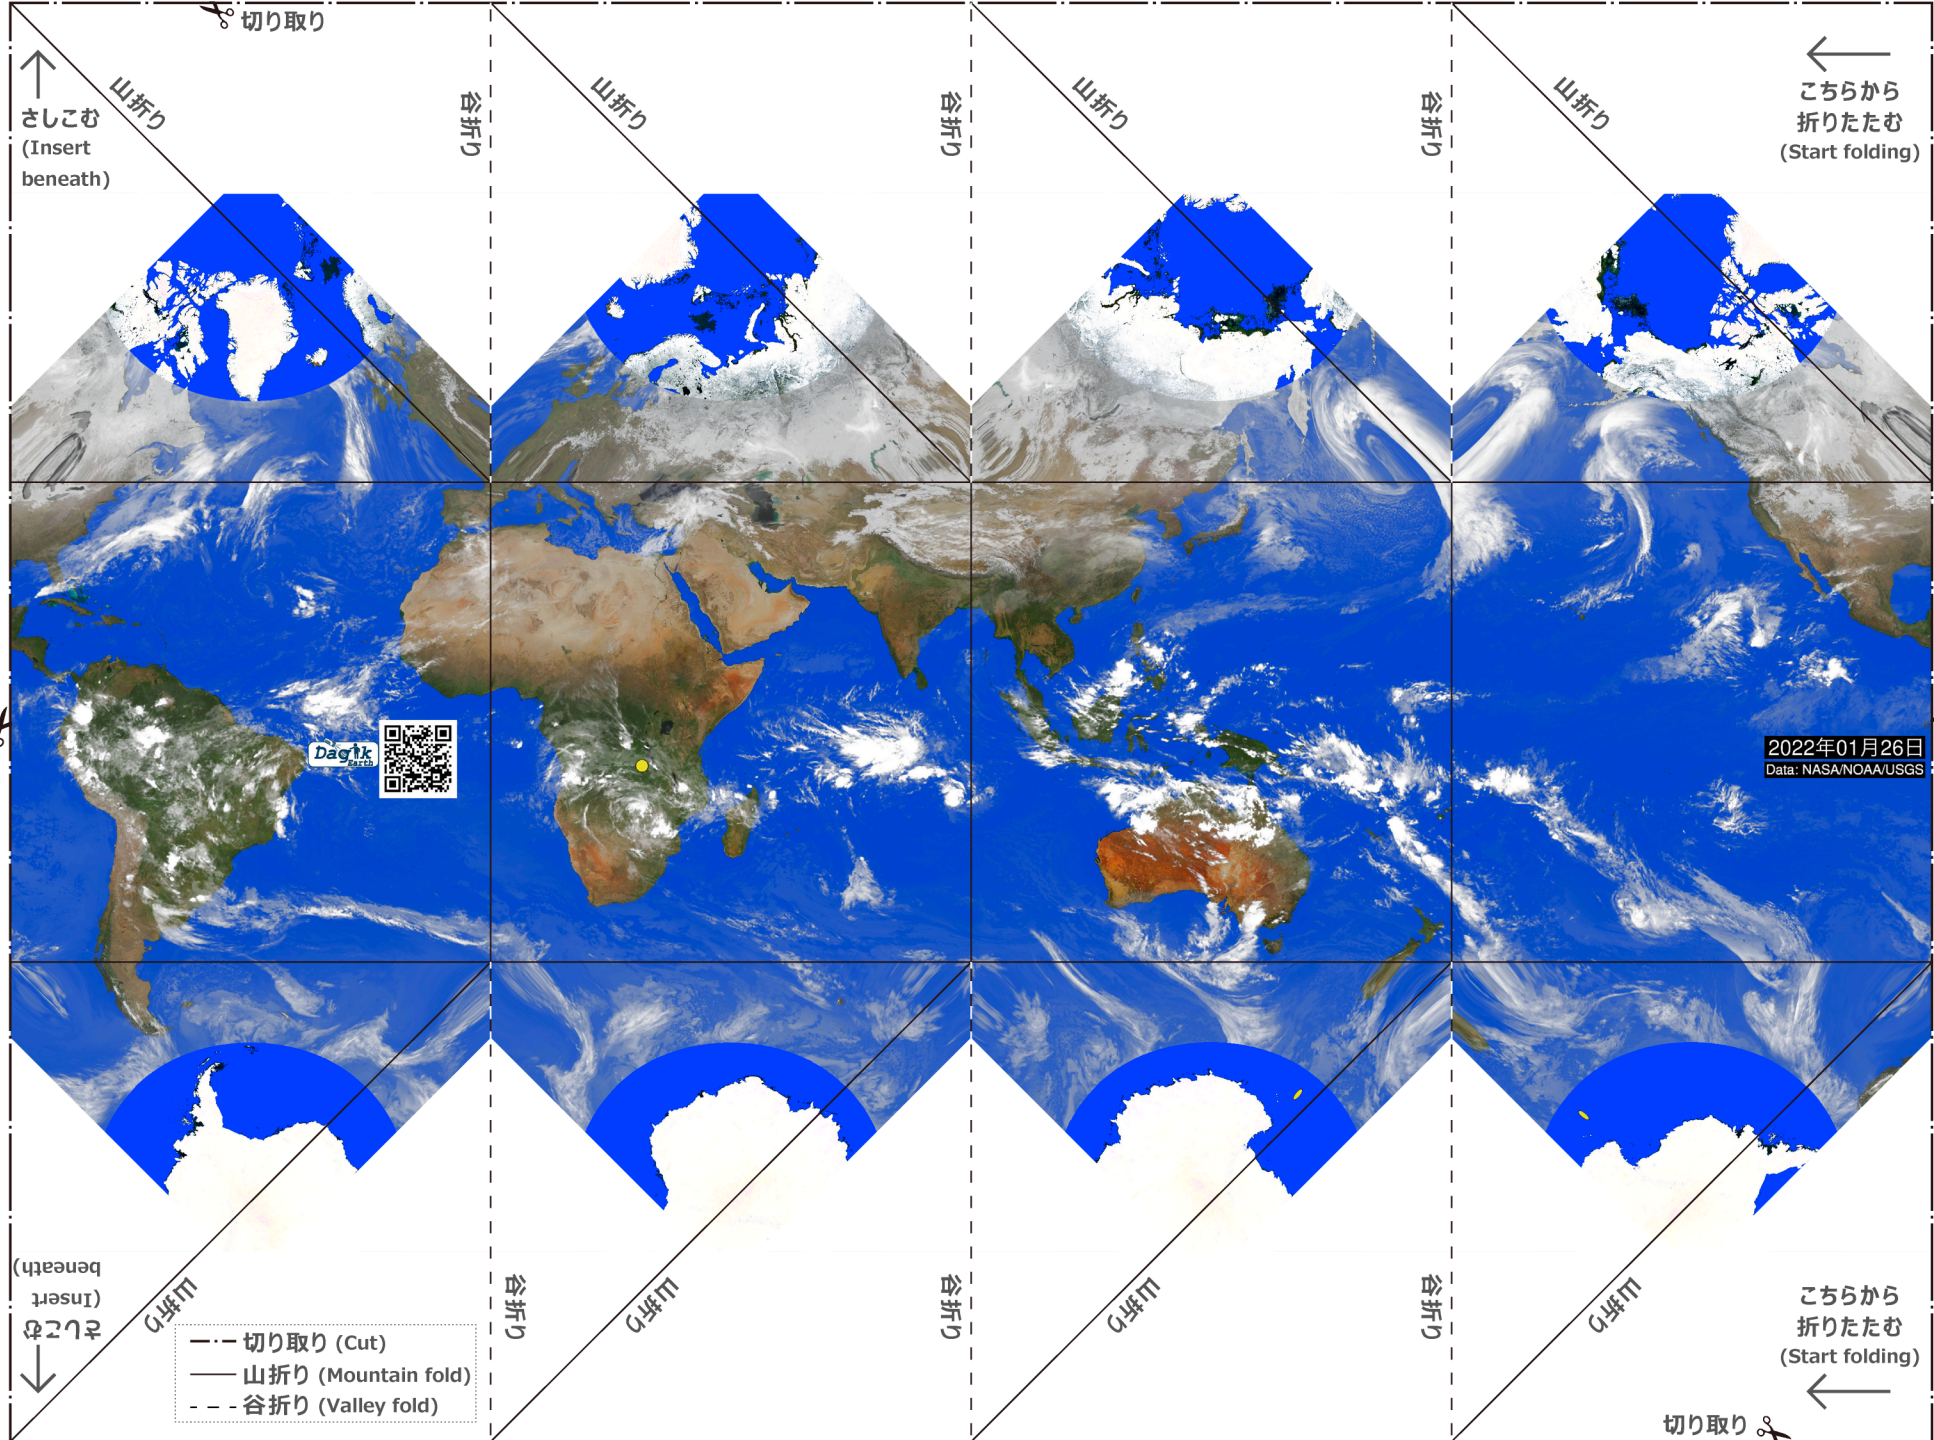 切り取り
さしこむ
(Insert
beneath)
山折り
谷折り
山折り
谷折り
山折り
谷折り
山折り
こちらから
折りたたむ
(Start folding)
Dagik
Earth
2022年01月26日
Data: NASA/NOAA/USGS
さしこむ
(Insert
beneath)
山折り
谷折り
山折り
谷折り
山折り
谷折り
山折り
こちらから
折りたたむ
(Start folding)
切り取り (Cut)
山折り (Mountain fold)
谷折り (Valley fold)
切り取り